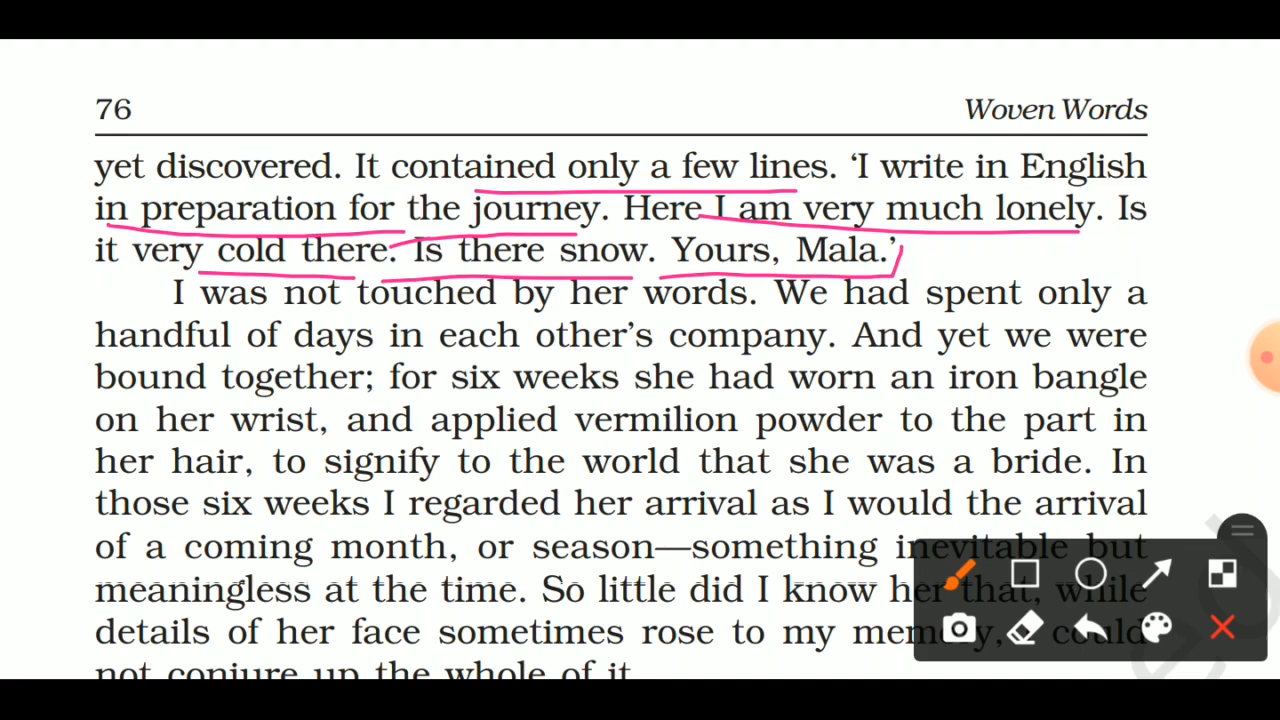 76 Woven Words
yet discovered. It contained only a few lines. ‘I write in English
in preparation for the journey. Here I am very much lonely. Is
it very cold there. Is there snow. Yours, Mala.’
I was not touched by her words. We had spent only a
handful of days in each other’s company. And yet we were
bound together; for six weeks she had worn an iron bangle
on her wrist, and applied vermilion powder to the part in
her hair, to signify to the world that she was a bride. In
those six weeks I regarded her arrival as I would the arrival
of a coming month, or season—something inevitable but
meaningless at the time. So little did I know her that, while
details of her face sometimes rose to my memory, I could
not conjure up the whole of it.